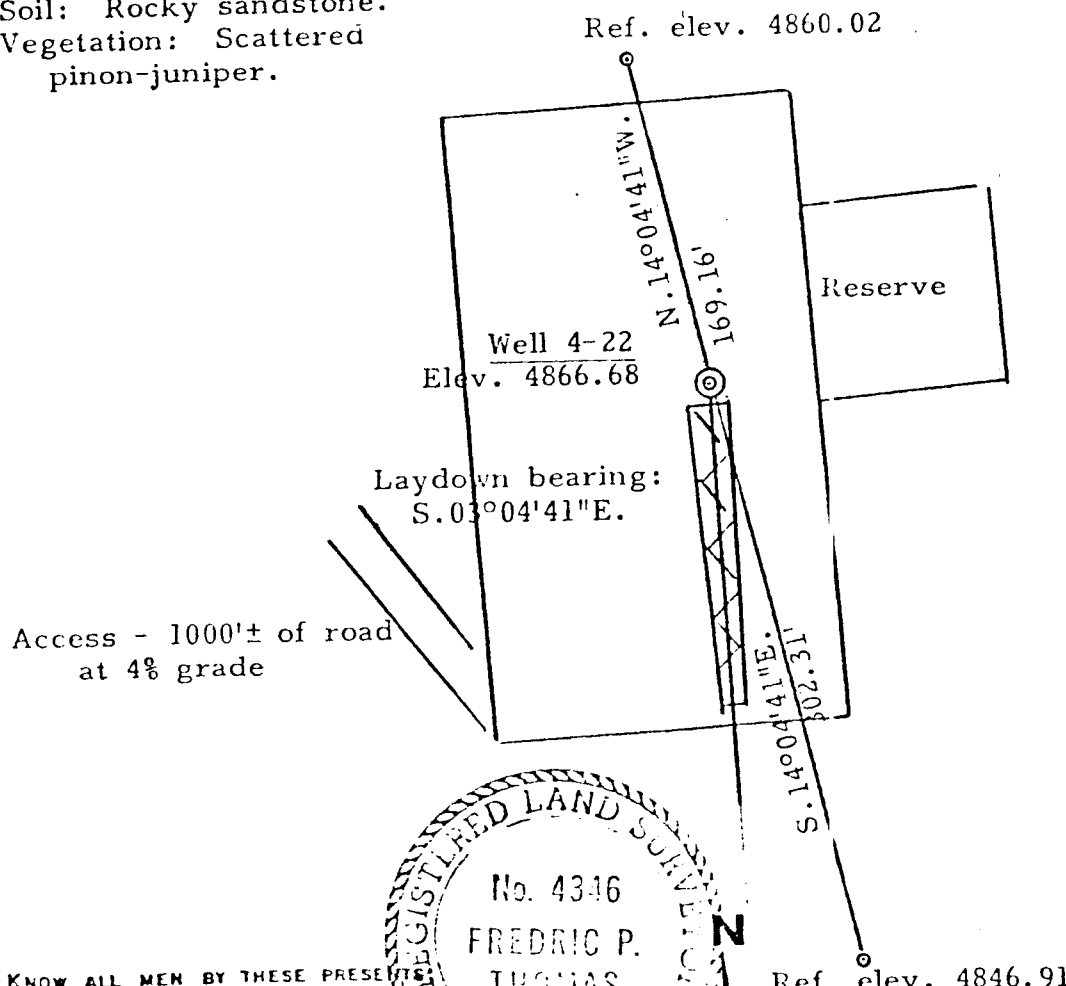 Soil: Rocky sandstone.
Vegetation: Scattered
pinon-juniper.
Ref. elev. 4860.02
N.14°04'41"W.
169.16'
Reserve
Well 4-22
Elev. 4866.68
Laydown bearing:
S.03°04'41"E.
Access - 1000'± of road
at 4% grade
S.14°04'41"E.
302.31'
REGISTERED LAND SURVEYOR
No. 4346
FREDRIC P.
THOMAS
N
KNOW ALL MEN BY THESE PRESENTS:
Ref. elev. 4846.91